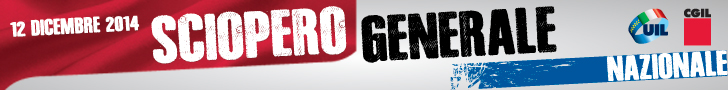 12 DICEMBRE 2014
SCIOPERO GENERALE
NAZIONALE
UIL
CGIL